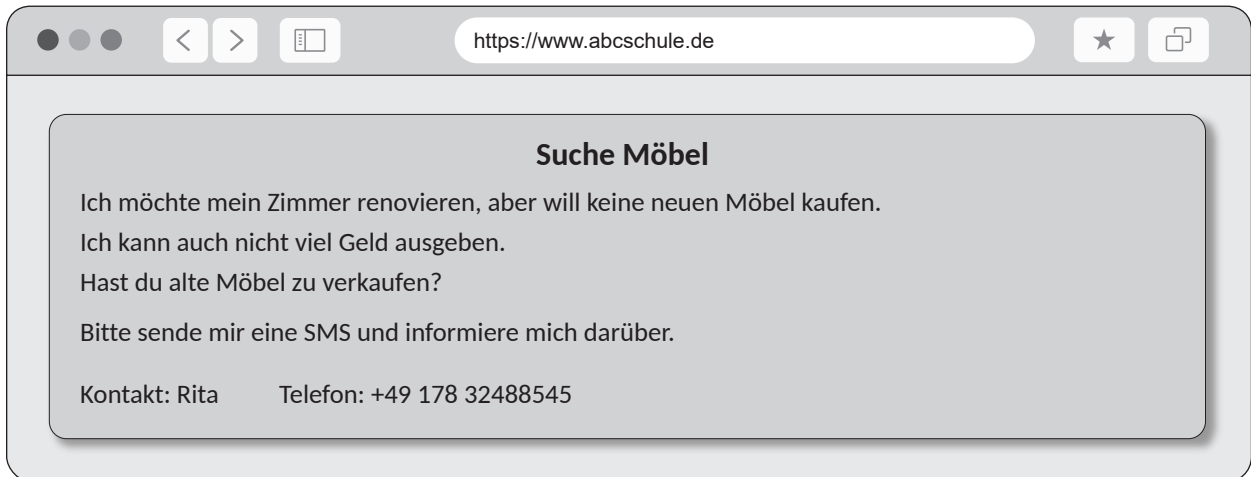 https://www.abcschule.de
Suche Möbel
Ich möchte mein Zimmer renovieren, aber will keine neuen Möbel kaufen.
Ich kann auch nicht viel Geld ausgeben.
Hast du alte Möbel zu verkaufen?
Bitte sende mir eine SMS und informiere mich darüber.
Kontakt: Rita Telefon: +49 178 32488545